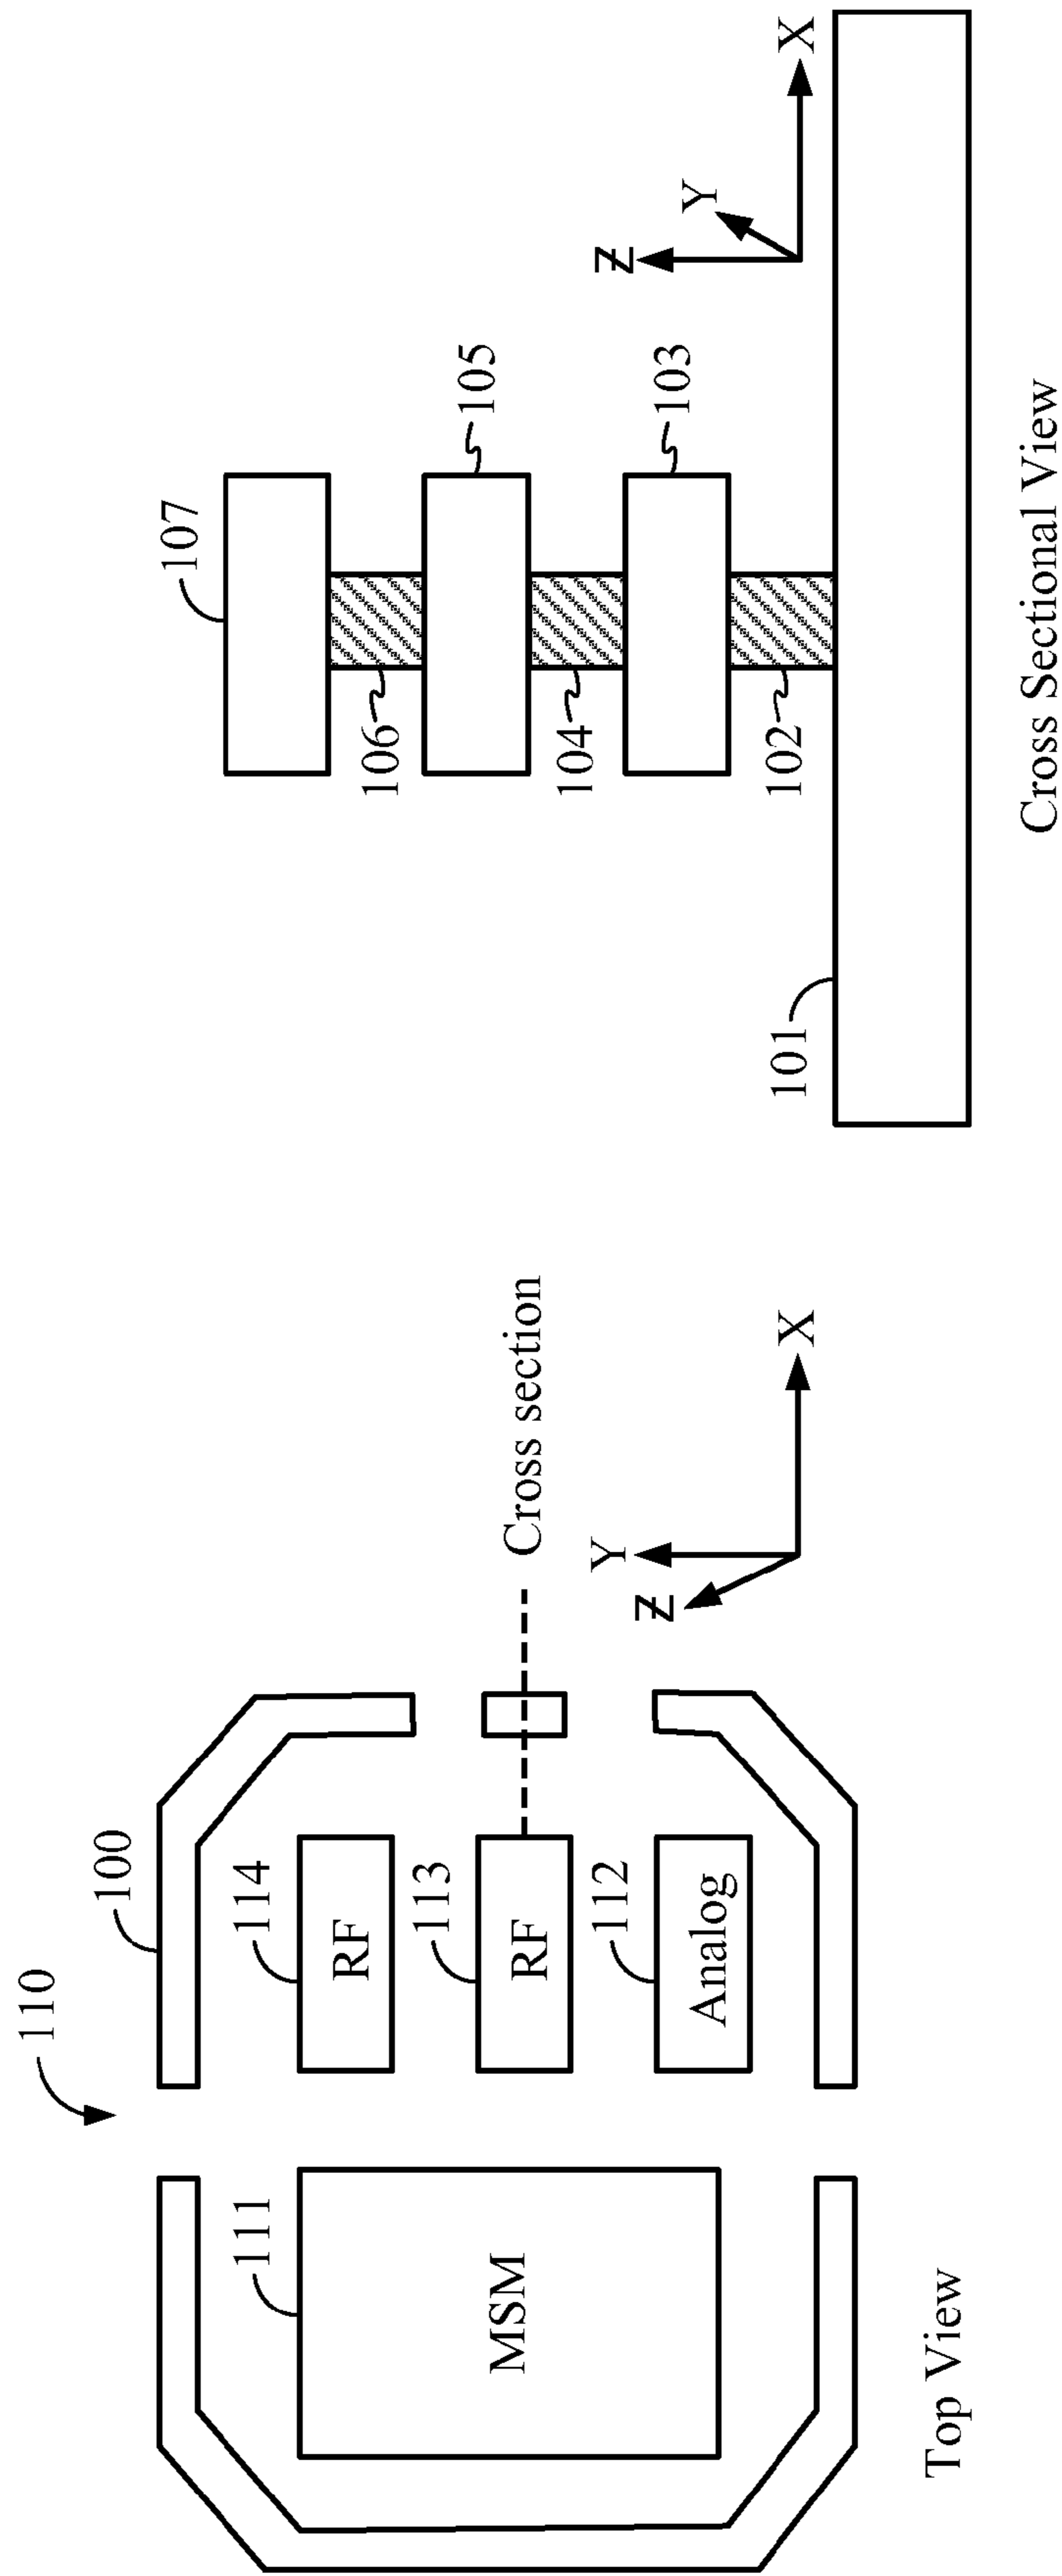 110
100
111
MSM
114
RF
113
RF
112
Analog
Cross section
Y
Z
X
Top View
107
106
105
104
103
102
101
Z
Y
X
Cross Sectional View